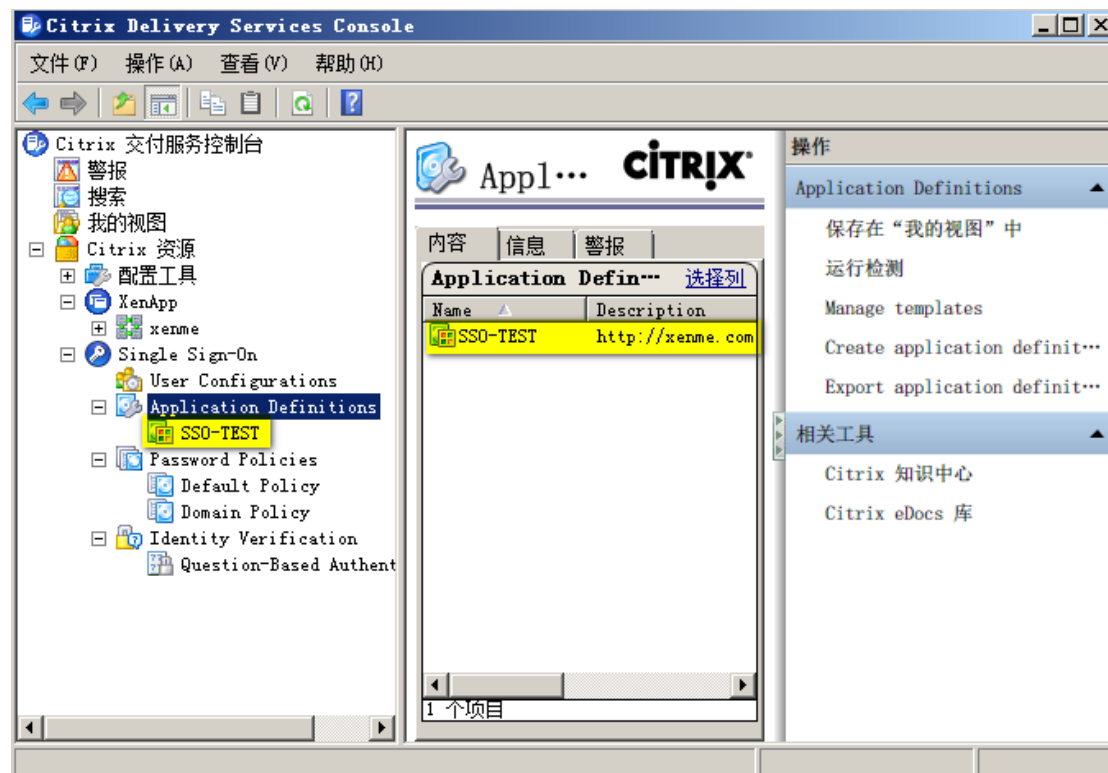 Citrix Delivery Services Console
文件(F) 操作(A) 查看(V) 帮助(H)
Citrix 交付服务控制台
警报
搜索
我的视图
Citrix 资源
配置工具
XenApp
xenme
Single Sign-On
User Configurations
Application Definitions
SSO-TEST
Password Policies
Default Policy
Domain Policy
Identity Verification
Question-Based Authent
Appl... CİTRIX
内容 信息 警报
Application Defin... 选择列
Name Description
SSO-TEST http://xenme.com
1 个项目
操作
Application Definitions
保存在“我的视图”中
运行检测
Manage templates
Create application definit...
Export application definit...
相关工具
Citrix 知识中心
Citrix eDocs 库